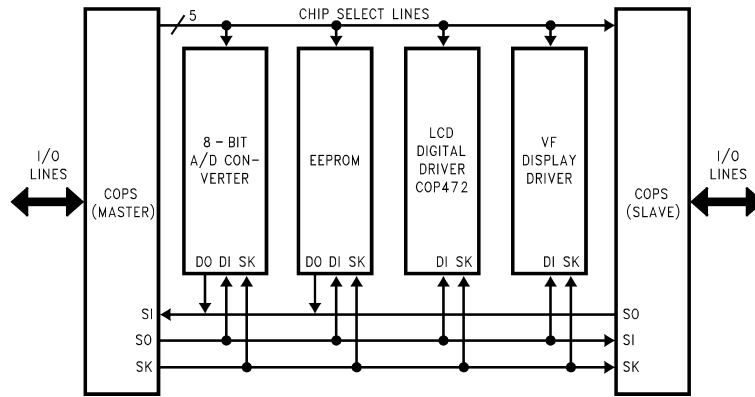 5
CHIP SELECT LINES
I/O
LINES
COPS
(MASTER)
8 – BIT
A/D CON–
VERTER
EEPROM
LCD
DIGITAL
DRIVER
COP472
VF
DISPLAY
DRIVER
COPS
(SLAVE)
I/O
LINES
DO DI SK
DO DI SK
DI SK
DI SK
SI
SO
SO
SI
SK
SK